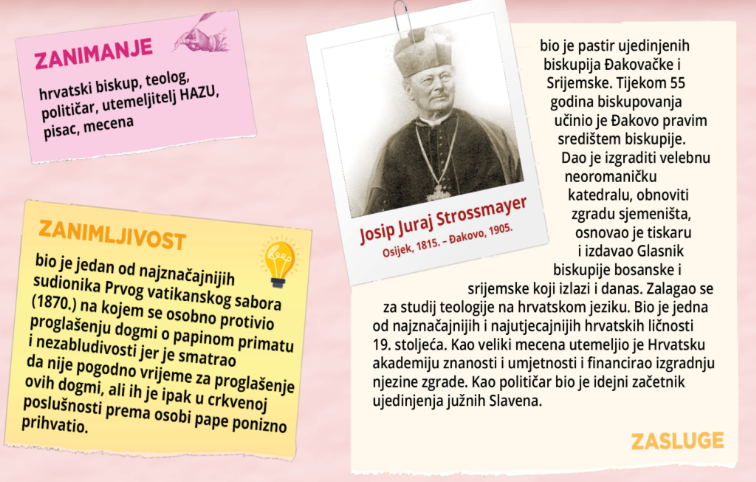 ZANIMANJE
hrvatski biskup, teolog,
političar, utemeljitelj HAZU,
pisac, mecena
ZANIMLJIVOST
bio je jedan od najznačajnijih
sudionika Prvog vatikanskog sabora
(1870.) na kojem se osobno protivio
proglašenju dogmi o papinom primatu
i nezabludivosti jer je smatrao
da nije pogodno vrijeme za proglašenje
ovih dogmi, ali ih je ipak u crkvenoj
poslušnosti prema osobi pape ponizno
prihvatio.
Josip Juraj Strossmayer
Osijek, 1815. – Đakovo, 1905.
bio je pastir ujedinjenih
biskupija Đakovačke i
Srijemske. Tijekom 55
godina biskupovanja
učinio je Đakovo pravim
središtem biskupije.
Dao je izgraditi velebnu
neoromaničku
katedralu, obnoviti
zgradu sjemeništa,
osnovao je tiskaru
i izdavao Glasnik
biskupije bosanske i
srijemske koji izlazi i danas. Zalagao se
za studij teologije na hrvatskom jeziku. Bio je jedna
od najznačajnijih i najutjecajnijih hrvatskih ličnosti
19. stoljeća. Kao veliki mecena utemeljio je Hrvatsku
akademiju znanosti i umjetnosti i financirao izgradnju
njezine zgrade. Kao političar bio je idejni začetnik
ujedinjenja južnih Slavena.
ZASLUGE